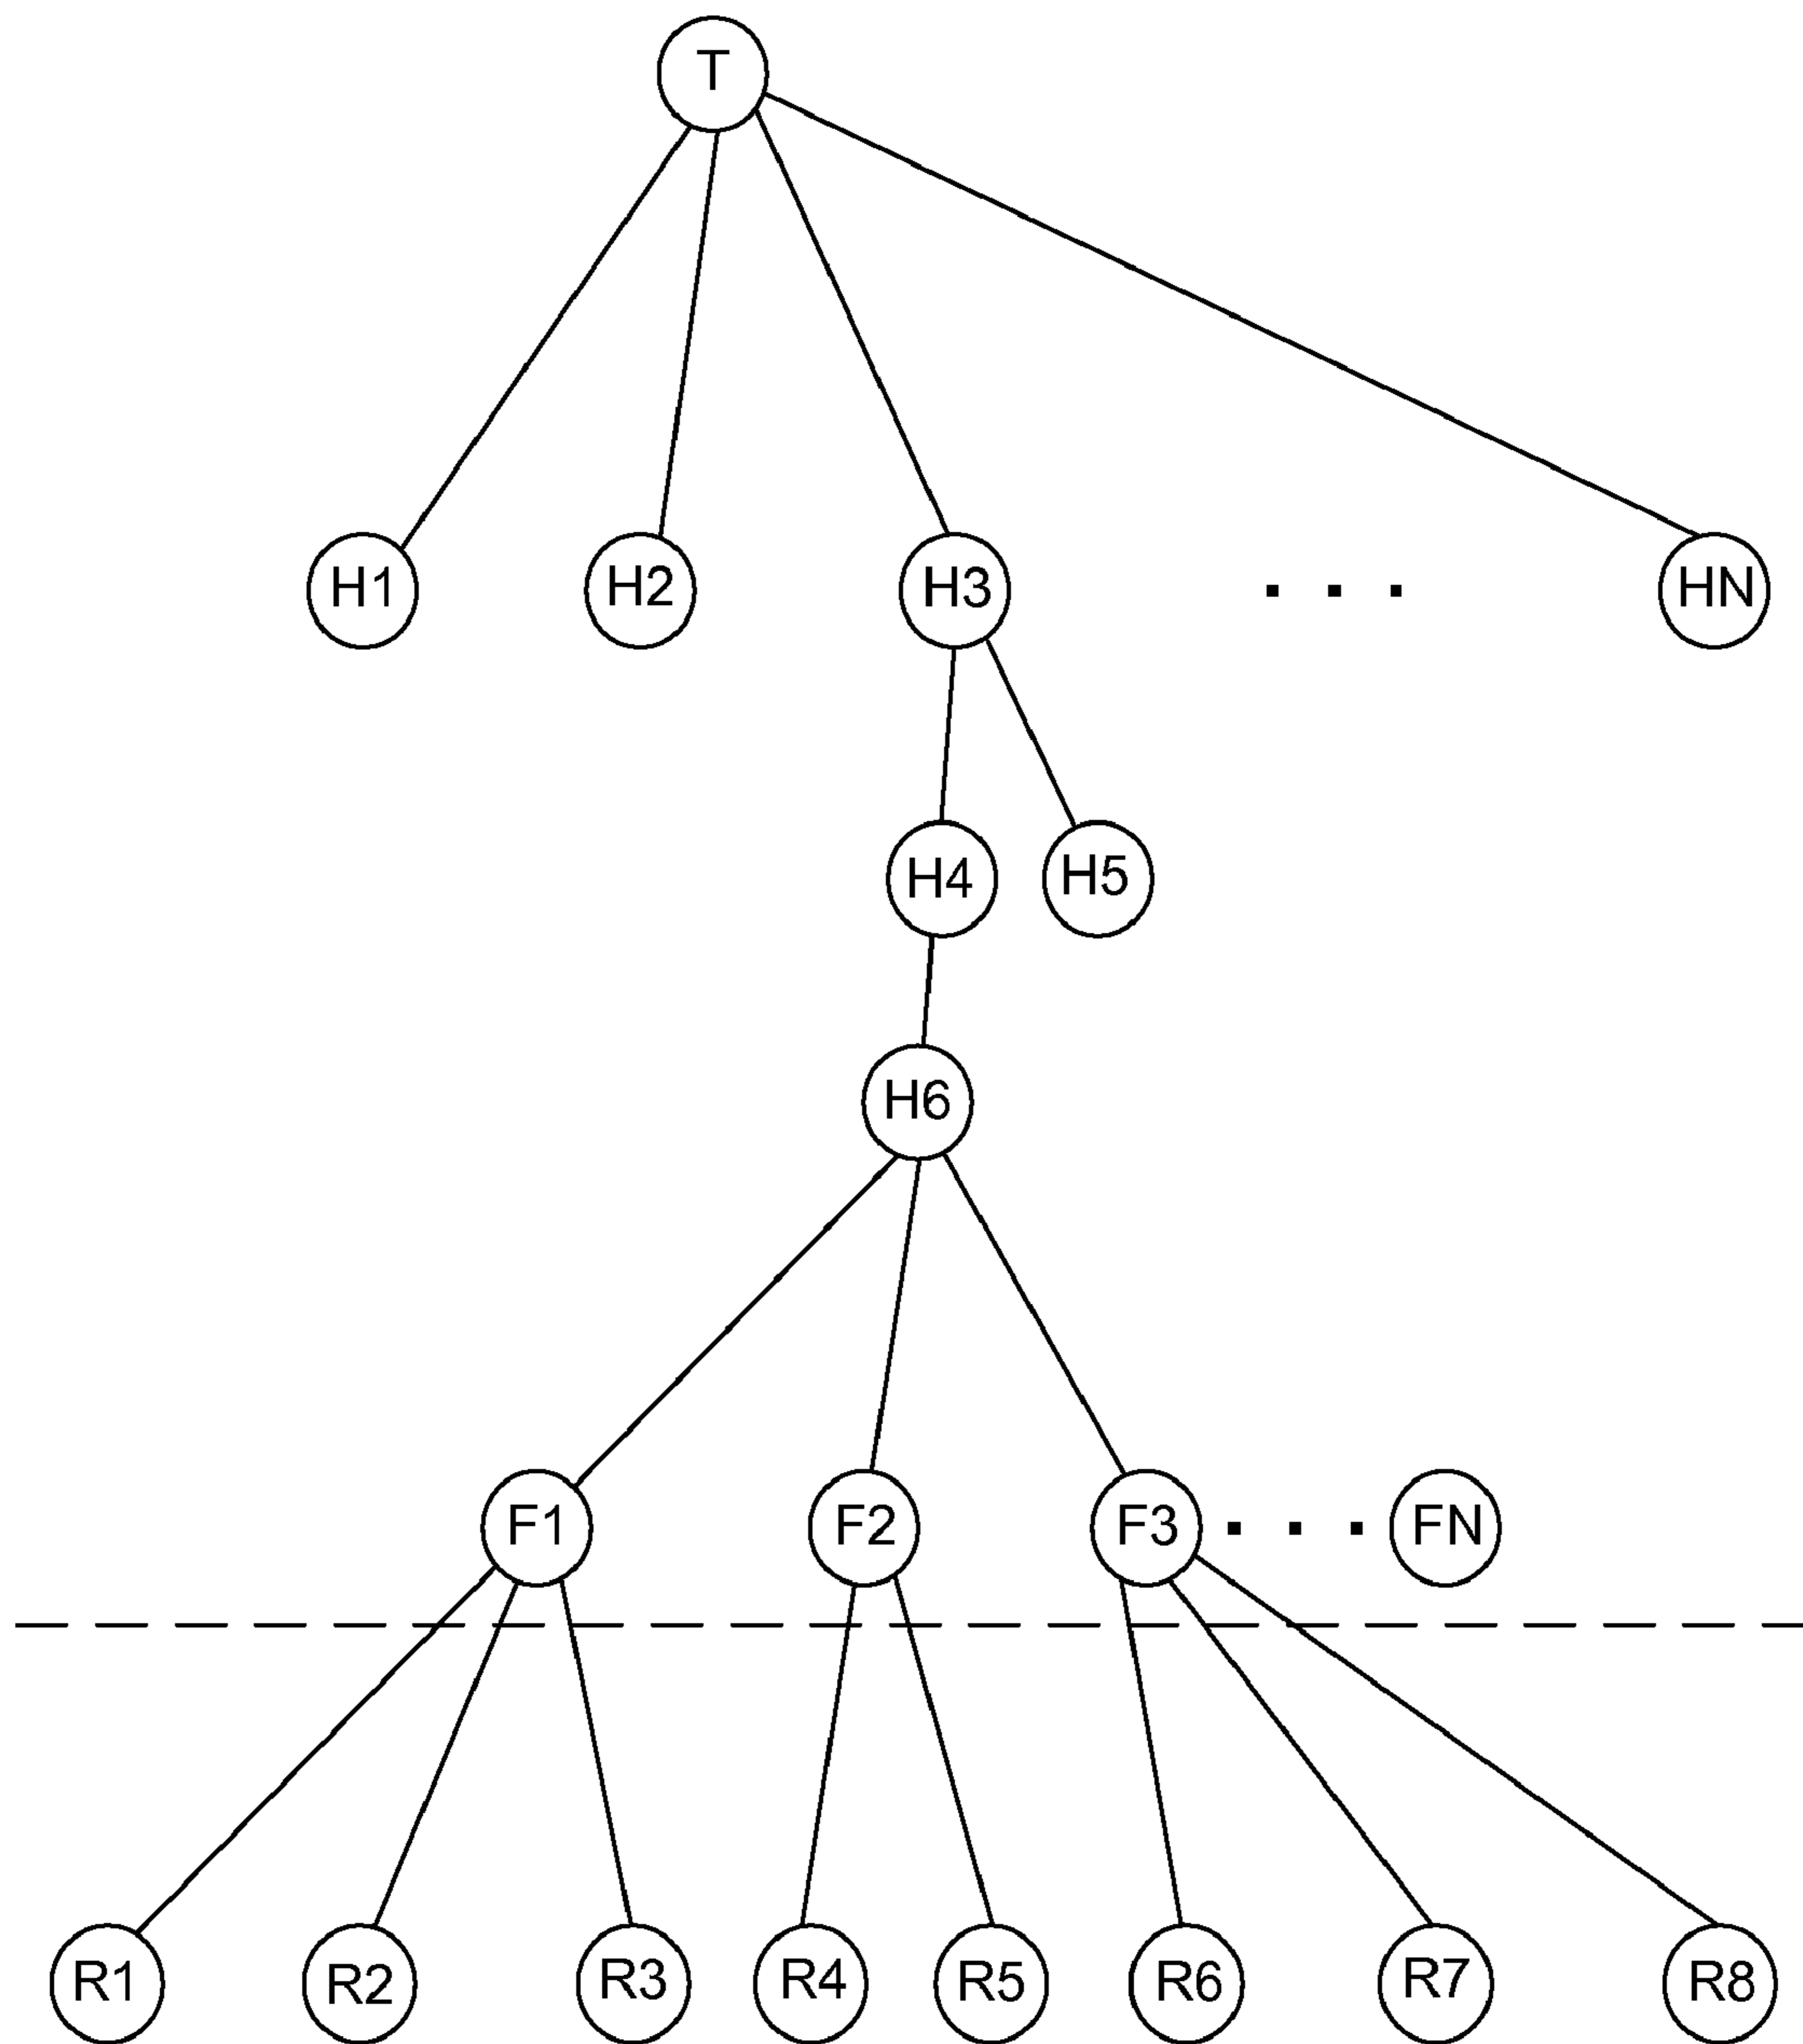 T
H1 H2 H3 . . . HN
H4 H5
H6
F1 F2 F3 . . . FN
R1 R2 R3 R4 R5 R6 R7 R8